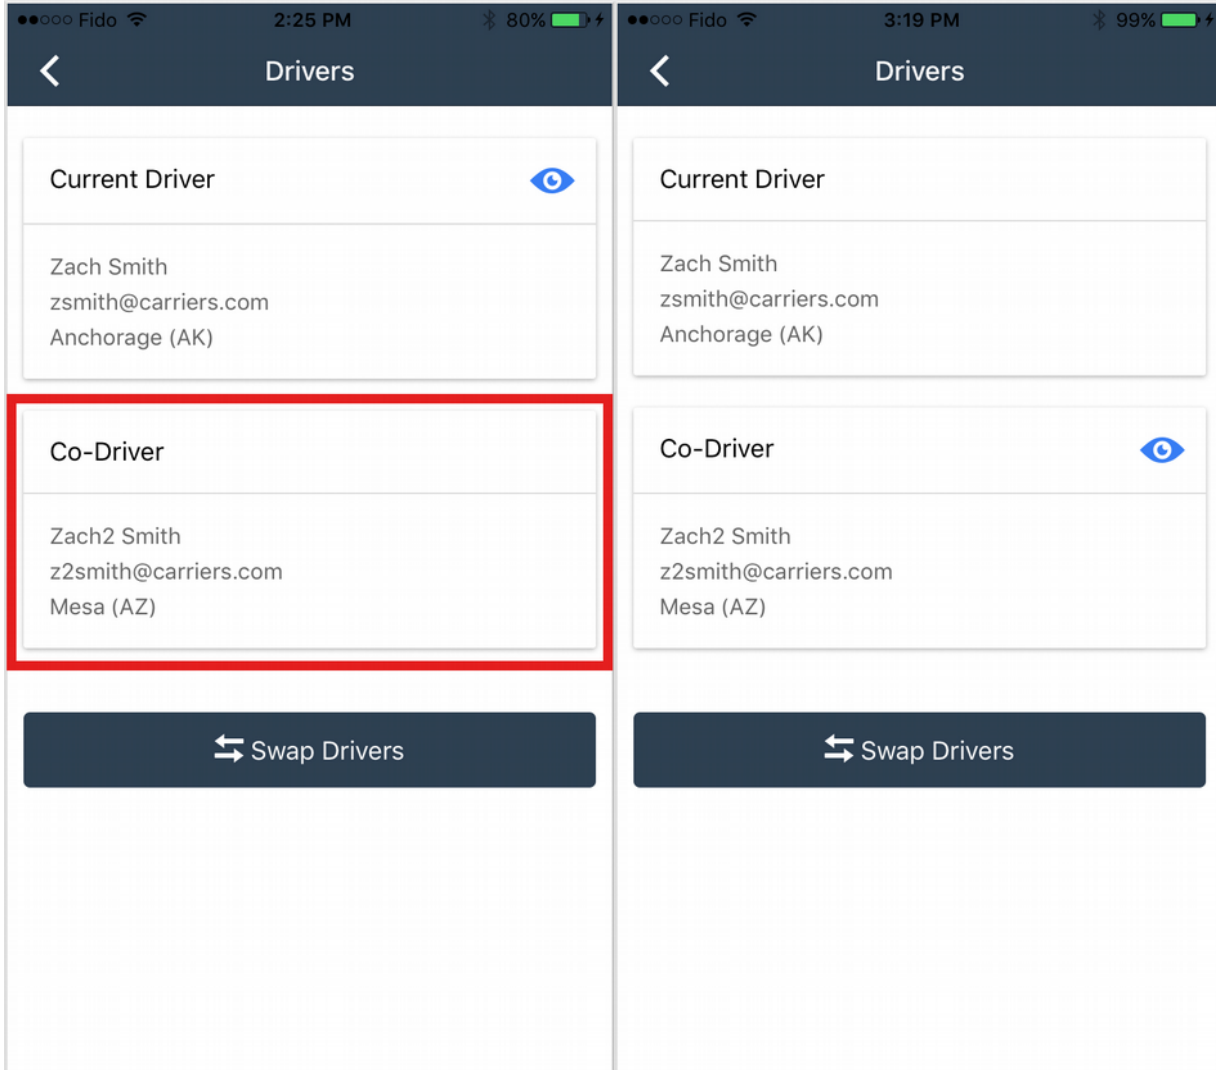 Fido 2:25 PM 80%
Drivers
Current Driver
Zach Smith
zsmith@carriers.com
Anchorage (AK)
Co-Driver
Zach2 Smith
z2smith@carriers.com
Mesa (AZ)
Swap Drivers
Fido 3:19 PM 99%
Drivers
Current Driver
Zach Smith
zsmith@carriers.com
Anchorage (AK)
Co-Driver
Zach2 Smith
z2smith@carriers.com
Mesa (AZ)
Swap Drivers